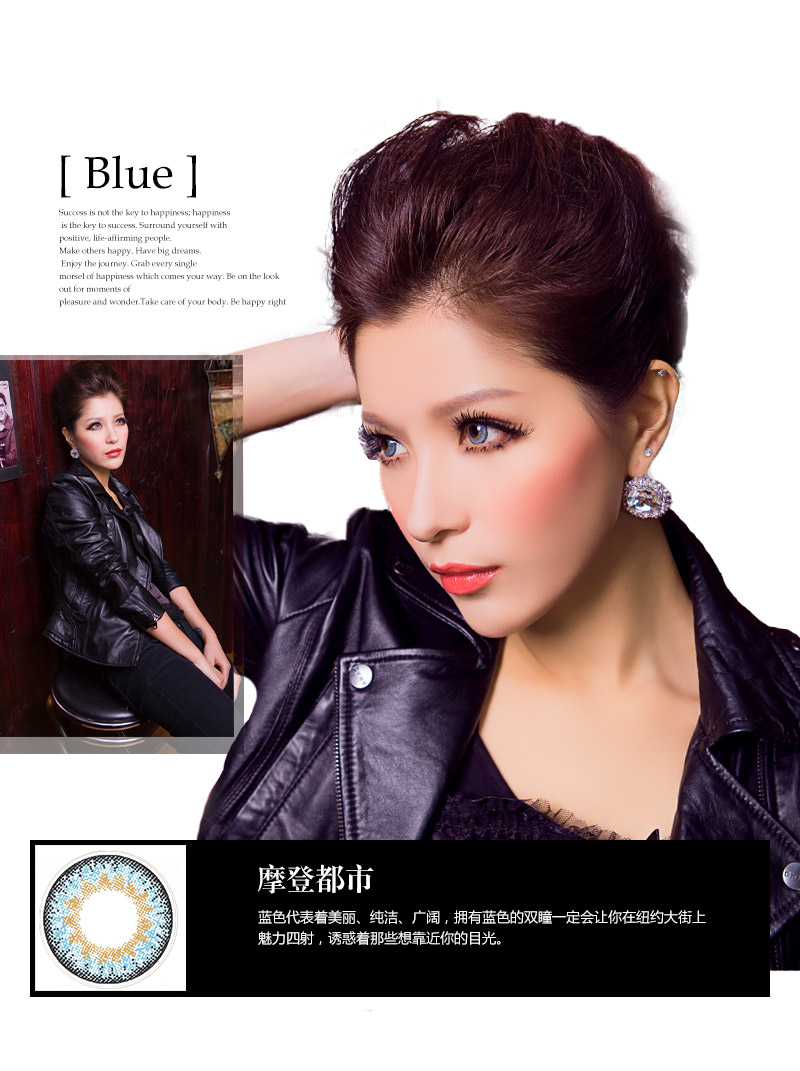 [ Blue ]
Success is not the key to happiness; happiness
is the key to success. Surround yourself with
positive, life-affirming people.
Make others happy. Have big dreams.
Enjoy the journey. Grab every single
morsel of happiness which comes your way. Be on the look
out for moments of
pleasure and wonder.Take care of your body. Be happy right
摩登都市
蓝色代表着美丽、纯洁、广阔，拥有蓝色的双瞳一定会让你在纽约大街上
魅力四射，诱惑着那些想靠近你的目光。